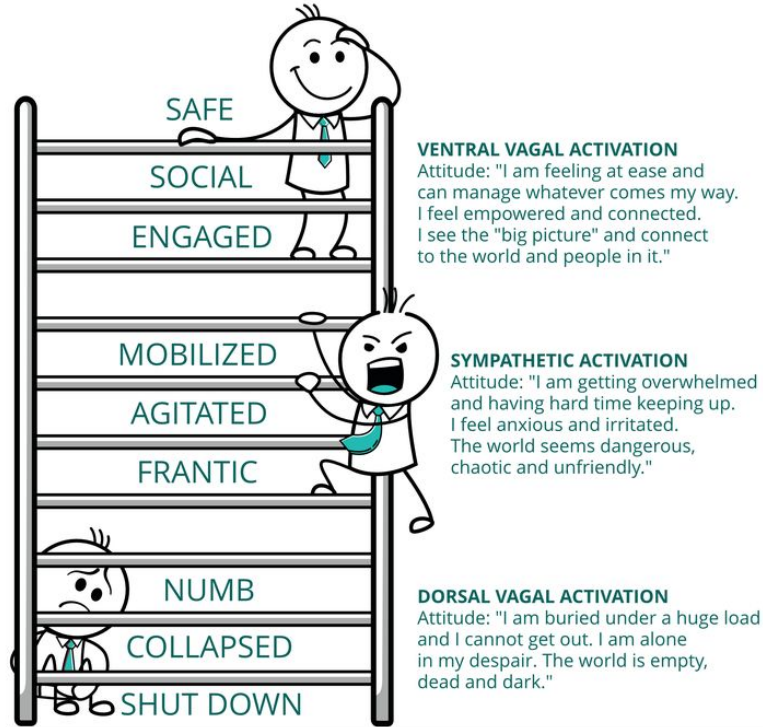 SAFE
SOCIAL
ENGAGED
VENTRAL VAGAL ACTIVATION
Attitude: "I am feeling at ease and
can manage whatever comes my way.
I feel empowered and connected.
I see the "big picture" and connect
to the world and people in it."
MOBILIZED
AGITATED
FRANTIC
SYMPATHETIC ACTIVATION
Attitude: "I am getting overwhelmed
and having hard time keeping up.
I feel anxious and irritated.
The world seems dangerous,
chaotic and unfriendly."
NUMB
COLLAPSED
SHUT DOWN
DORSAL VAGAL ACTIVATION
Attitude: "I am buried under a huge load
and I cannot get out. I am alone
in my despair. The world is empty,
dead and dark."